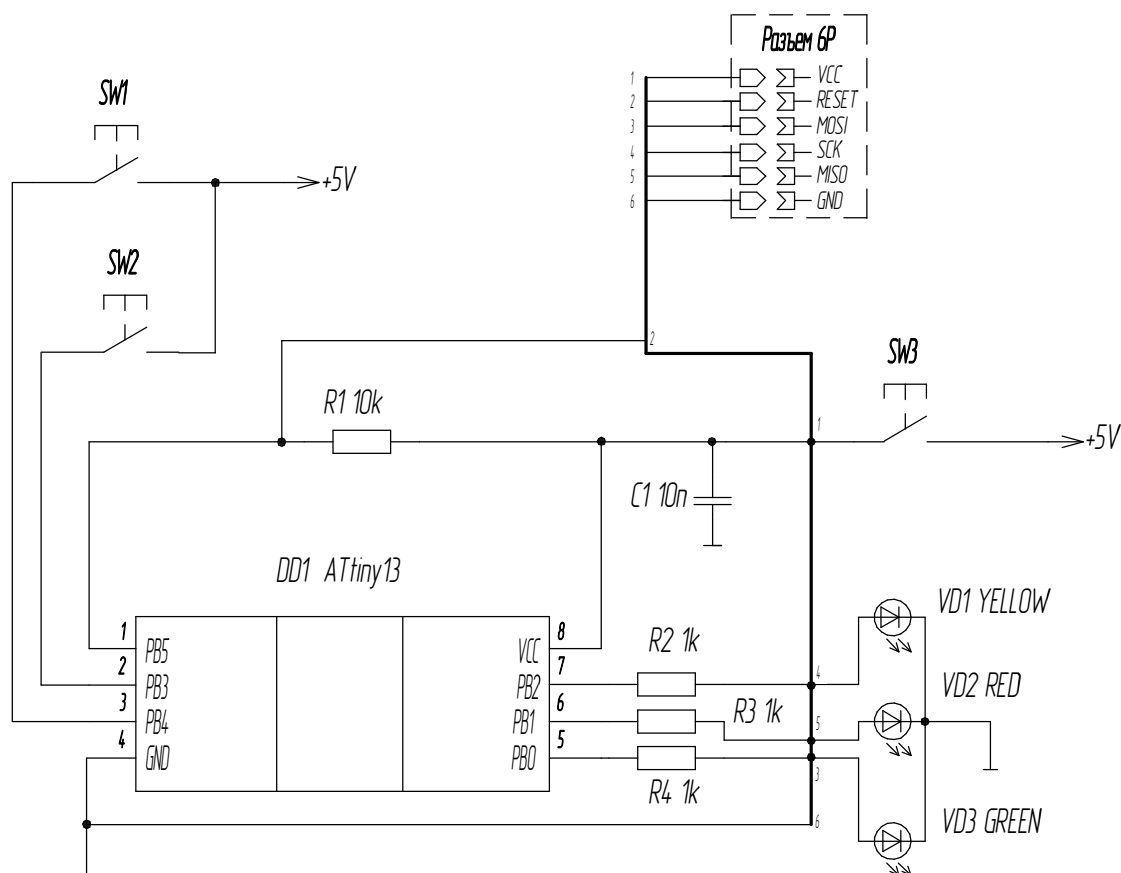 Разъем 6Р
1 VCC
2 RESET
3 MOSI
4 SCK
5 MISO
6 GND
SW1
+5V
SW2
2
SW3
R1 10k
1
+5V
C1 10n
DD1 ATtiny13
VD1 YELLOW
1 PB5
VCC 8
R2 1k
2 PB3
PB2 7
4
VD2 RED
3 PB4
PB1 6
R3 1k
5
4 GND
PB0 5
3
R4 1k
6
VD3 GREEN